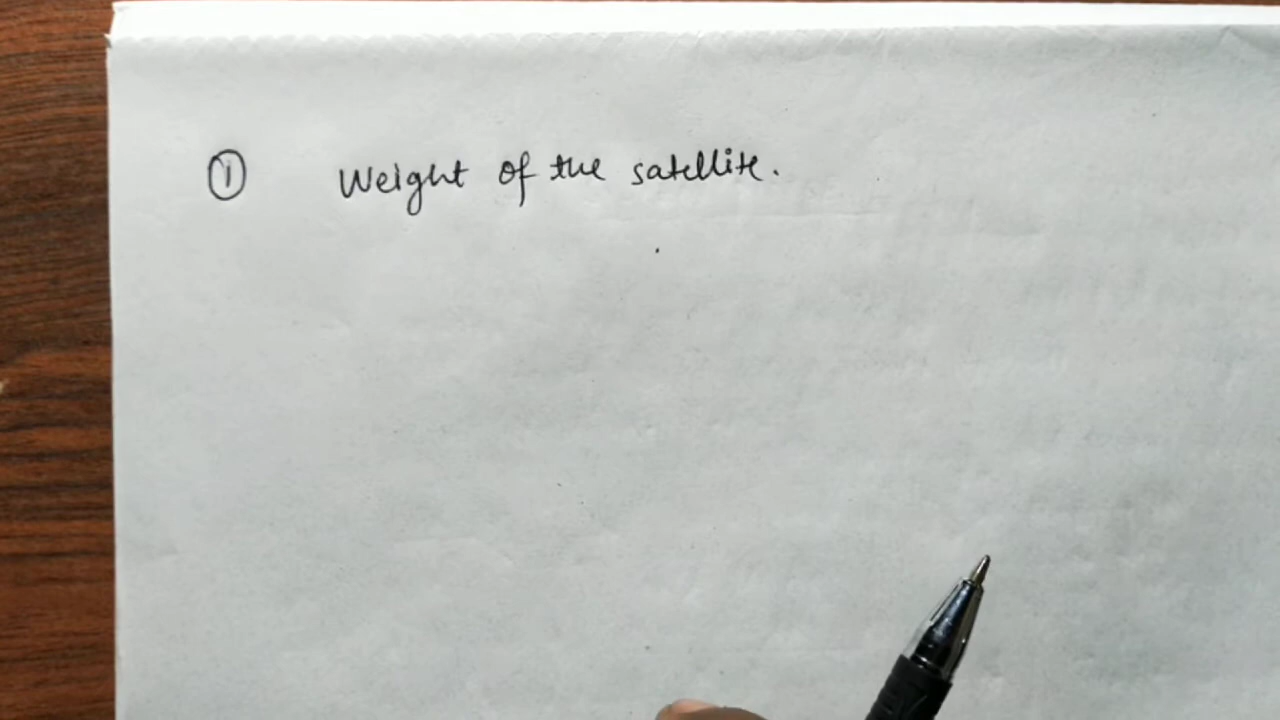 ① Weight of the satellite.